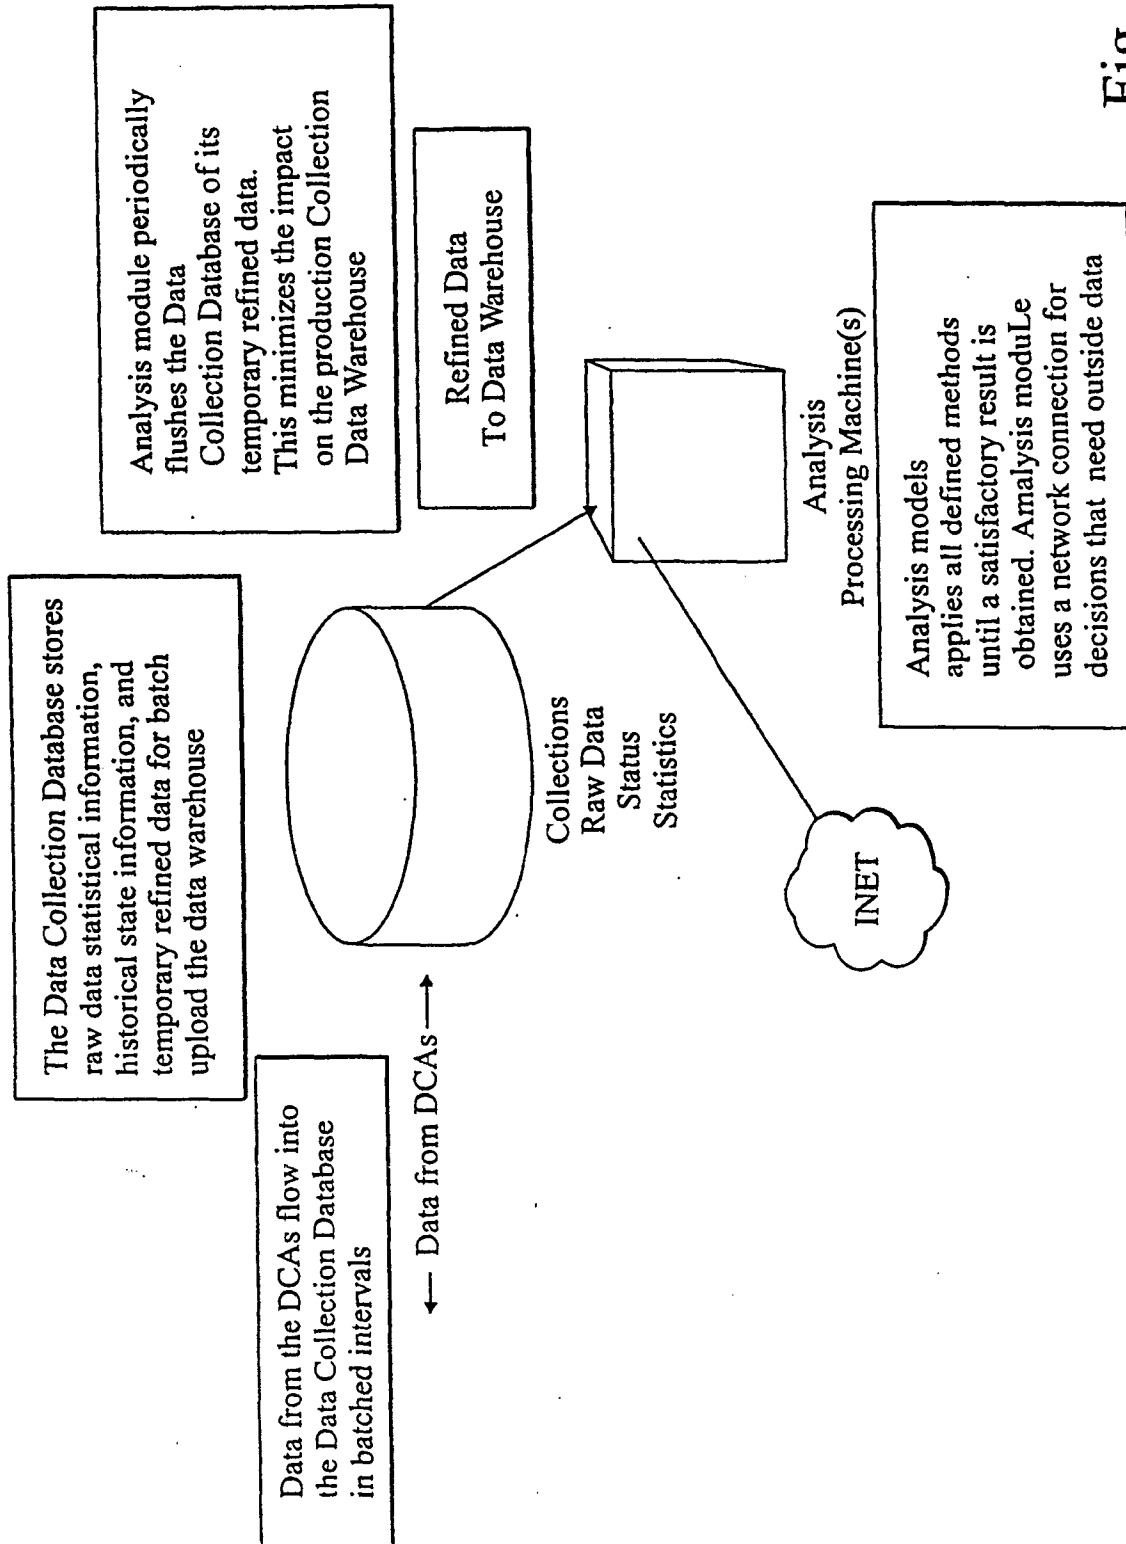 Data from the DCAs flow into
the Data Collection Database
in batched intervals
Data from DCAs
The Data Collection Database stores
raw data statistical information,
historical state information, and
temporary refined data for batch
upload the data warehouse
Collections
Raw Data
Status
Statistics
INET
Analysis module periodically
flushes the Data
Collection Database of its
temporary refined data.
This minimizes the impact
on the production Collection
Data Warehouse
Refined Data
To Data Warehouse
Analysis
Processing Machine(s)
Analysis models
applies all defined methods
until a satisfactory result is
obtained. Amalysis moduLe
uses a network connection for
decisions that need outside data
Fig